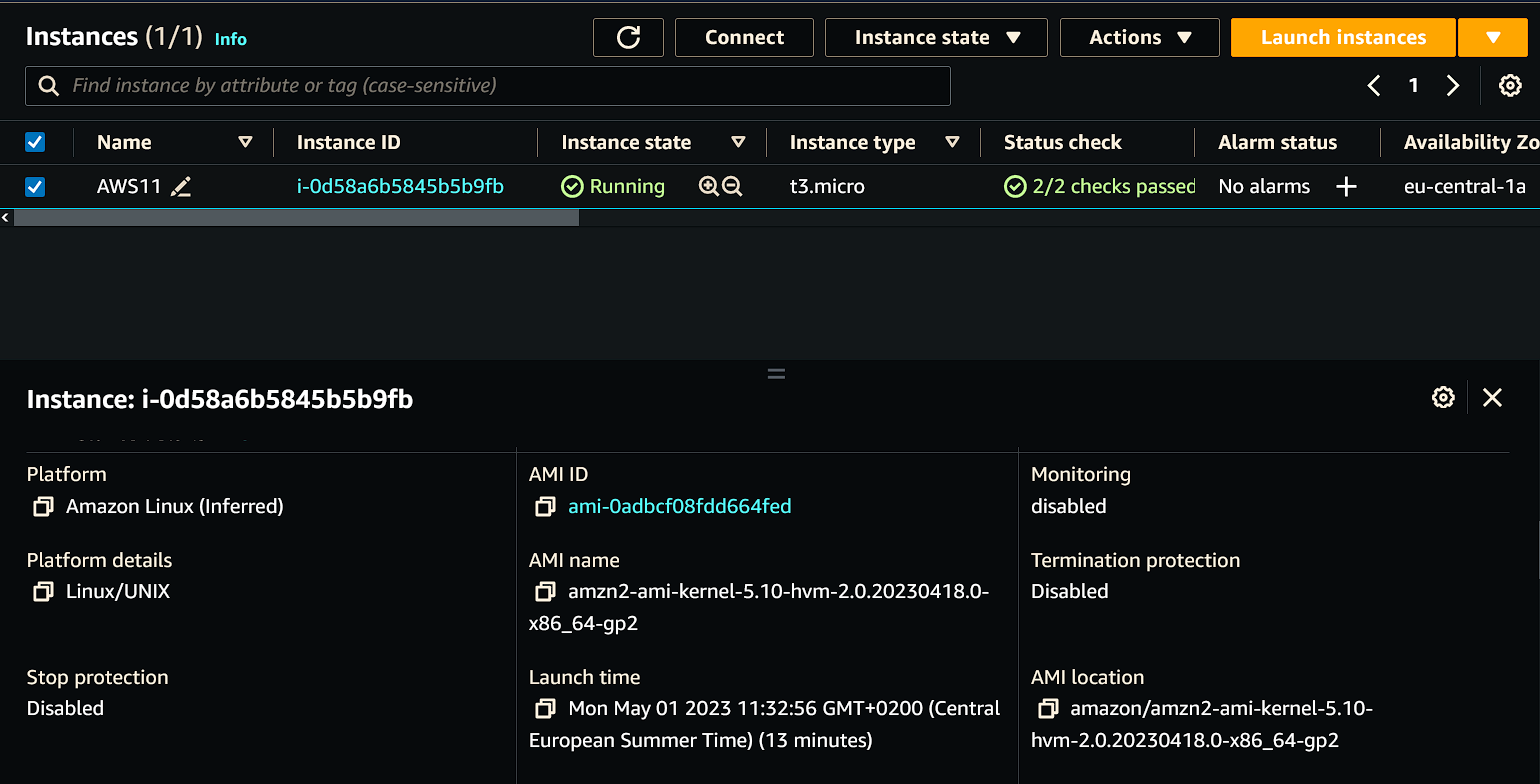 Instances (1/1) Info
Connect
Instance state
Actions
Launch instances
Find instance by attribute or tag (case-sensitive)
1
Name Instance ID Instance state Instance type Status check Alarm status Availability Zo
AWS11 i-0d58a6b5845b5b9fb Running t3.micro 2/2 checks passed No alarms eu-central-1a
Instance: i-0d58a6b5845b5b9fb
Platform
Amazon Linux (Inferred)
AMI ID
ami-0adbcf08fdd664fed
Monitoring
disabled
Platform details
Linux/UNIX
AMI name
amzn2-ami-kernel-5.10-hvm-2.0.20230418.0-
x86_64-gp2
Termination protection
Disabled
Stop protection
Disabled
Launch time
Mon May 01 2023 11:32:56 GMT+0200 (Central
European Summer Time) (13 minutes)
AMI location
amazon/amzn2-ami-kernel-5.10-
hvm-2.0.20230418.0-x86_64-gp2